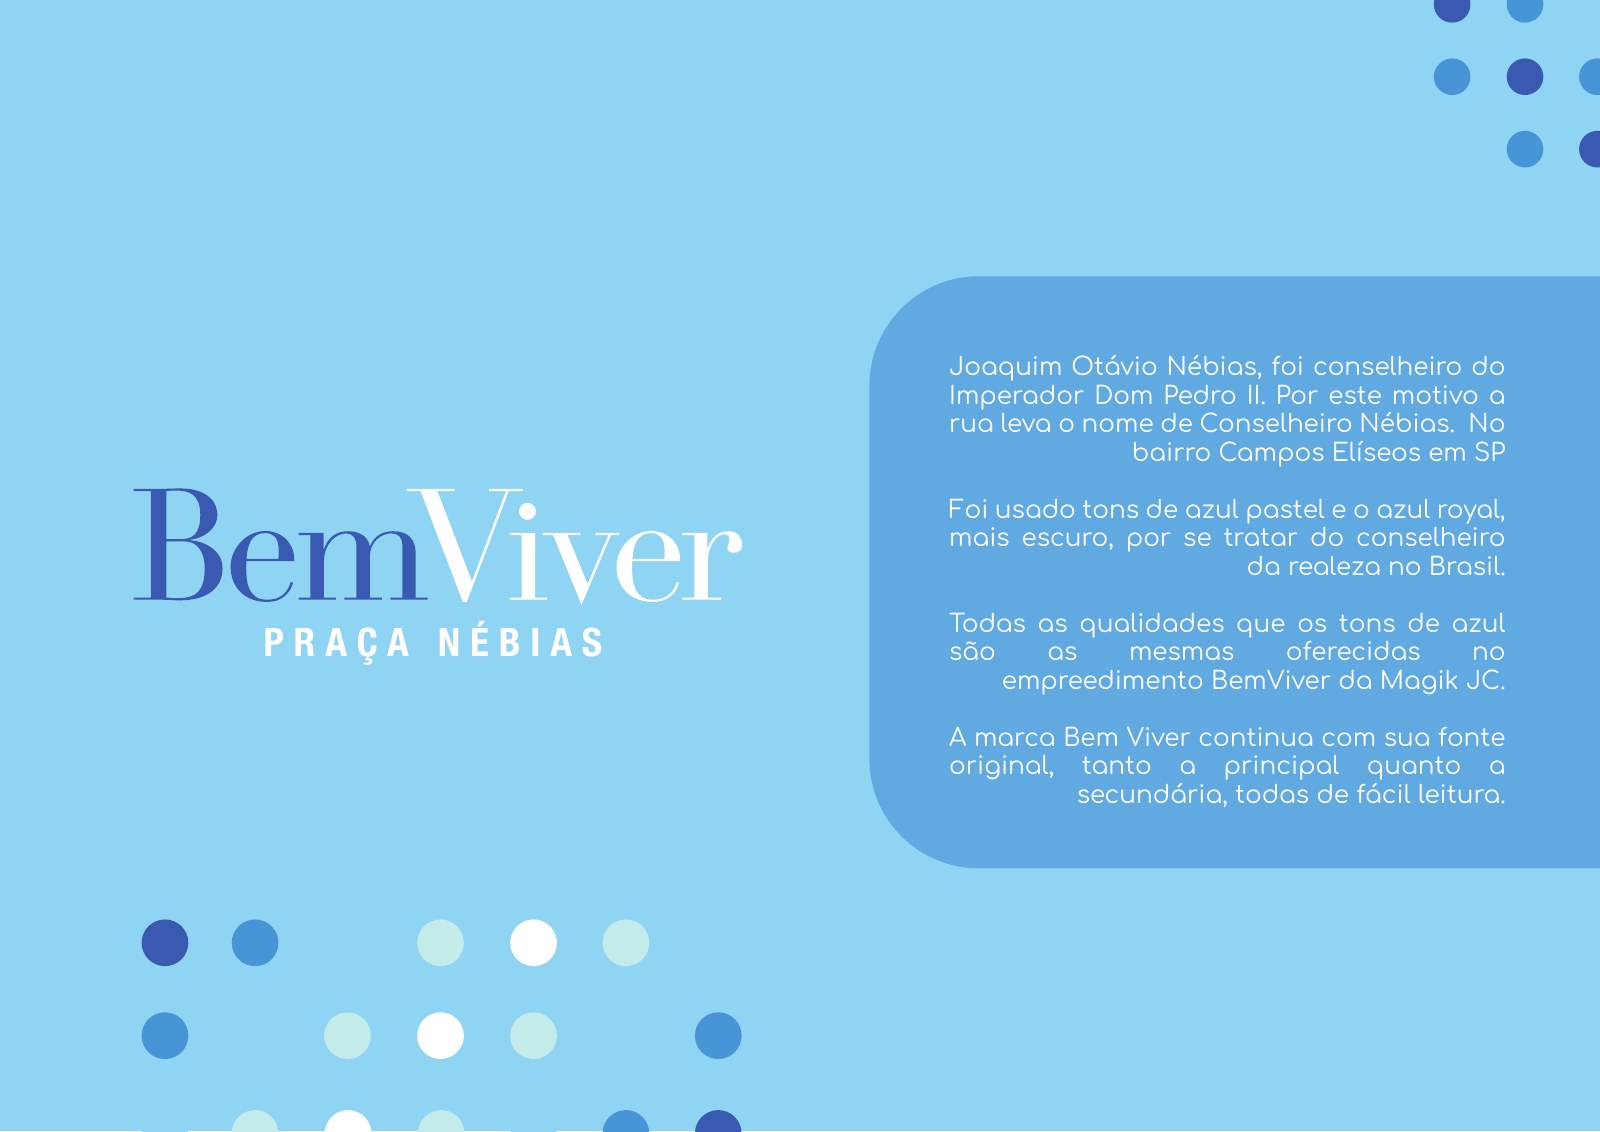 BemViver
PRAÇA NÉBIAS
Joaquim Otávio Nébias, foi conselheiro do
Imperador Dom Pedro II. Por este motivo a
rua leva o nome de Conselheiro Nébias.  No
bairro Campos Elíseos em SP
Foi usado tons de azul pastel e o azul royal,
mais escuro, por se tratar do conselheiro
da realeza no Brasil.
Todas as qualidades que os tons de azul
são as mesmas oferecidas no
empreedimento BemViver da Magik JC.
A marca Bem Viver continua com sua fonte
original, tanto a principal quanto a
secundária, todas de fácil leitura.